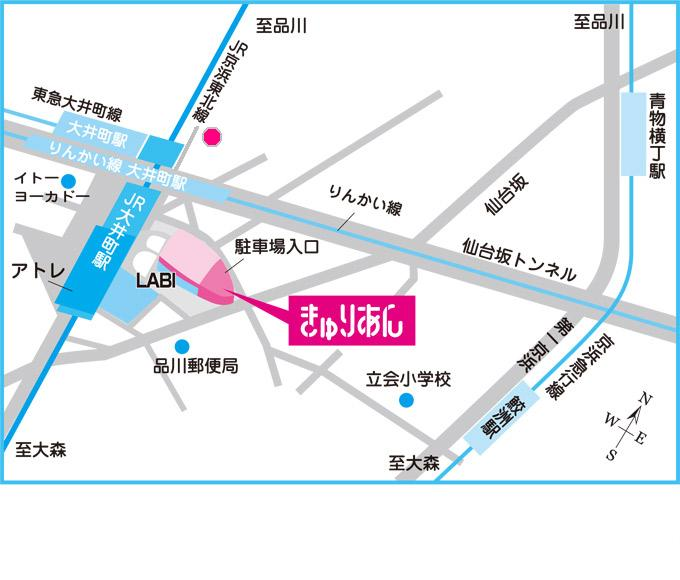 至品川
至品川
JR京浜東北線
東急大井町線
大井町駅
りんかい線 大井町駅
青物横丁駅
イトー
ヨーカドー
JR大井町駅
りんかい線
仙台坂
駐車場入口
仙台坂トンネル
アトレ
LABI
きゅりあん
第一京浜
京浜急行線
品川郵便局
立会小学校
鮫洲駅
N
W
E
S
至大森
至大森